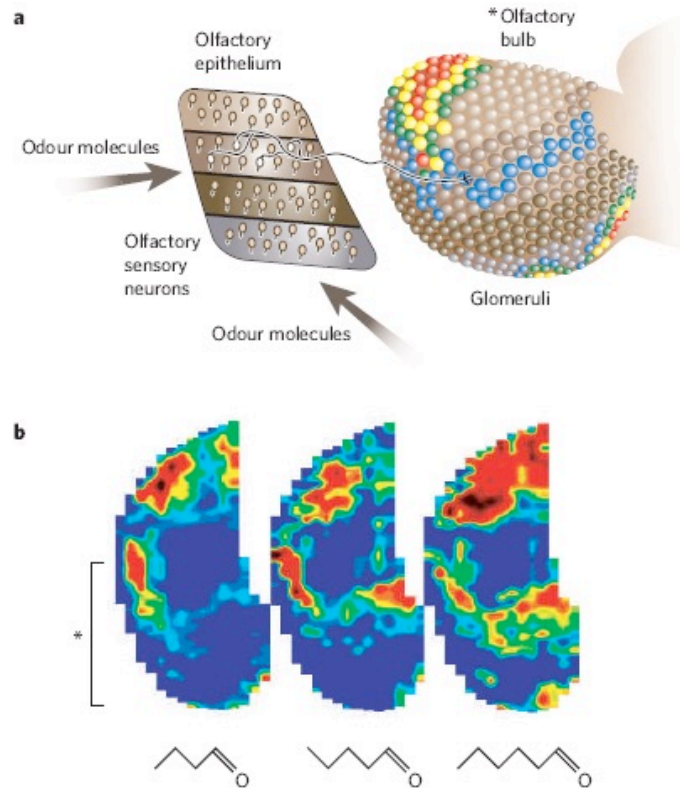 a
*Olfactory
bulb
Olfactory
epithelium
Odour molecules
Olfactory
sensory
neurons
Glomeruli
Odour molecules
b
*
O
O
O